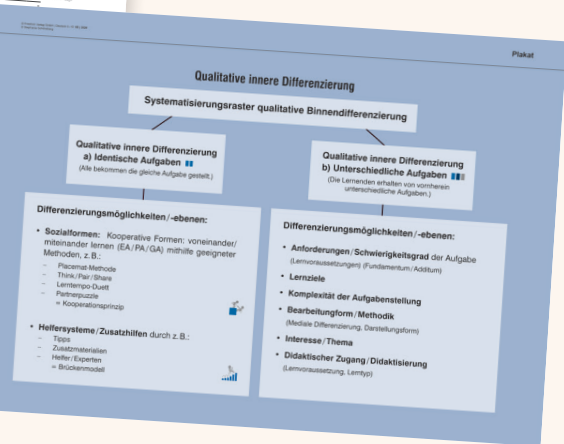 Plakat
Qualitative innere Differenzierung
Systematisierungsraster qualitative Binnendifferenzierung
Qualitative innere Differenzierung
a) Identische Aufgaben
(Alle bekommen die gleiche Aufgabe gestellt.)
Differenzierungsmöglichkeiten/-ebenen:
• Sozialformen: Kooperative Formen: voneinander/
miteinander lernen (EA/PA/GA) mithilfe geeigneter
Methoden, z.B.:
– Placemat-Methode
– Think/Pair/Share
– Lerntempo-Duett
– Partnerpuzzle
= Kooperationsprinzip
• Helfersysteme/Zusatzhilfen durch z.B.:
– Tipps
– Zusatzmaterialien
– Helfer/Experten
= Brückenmodell
Qualitative innere Differenzierung
b) Unterschiedliche Aufgaben
(Die Lernenden erhalten von vornherein
unterschiedliche Aufgaben.)
Differenzierungsmöglichkeiten/-ebenen:
• Anforderungen/Schwierigkeitsgrad der Aufgabe
(Lernvoraussetzungen) (Fundamentum/Additum)
• Lernziele
• Komplexität der Aufgabenstellung
• Bearbeitungform/Methodik
(Mediale Differenzierung, Darstellungsform)
• Interesse/Thema
• Didaktischer Zugang/Didaktisierung
(Lernvoraussetzung, Lerntyp)